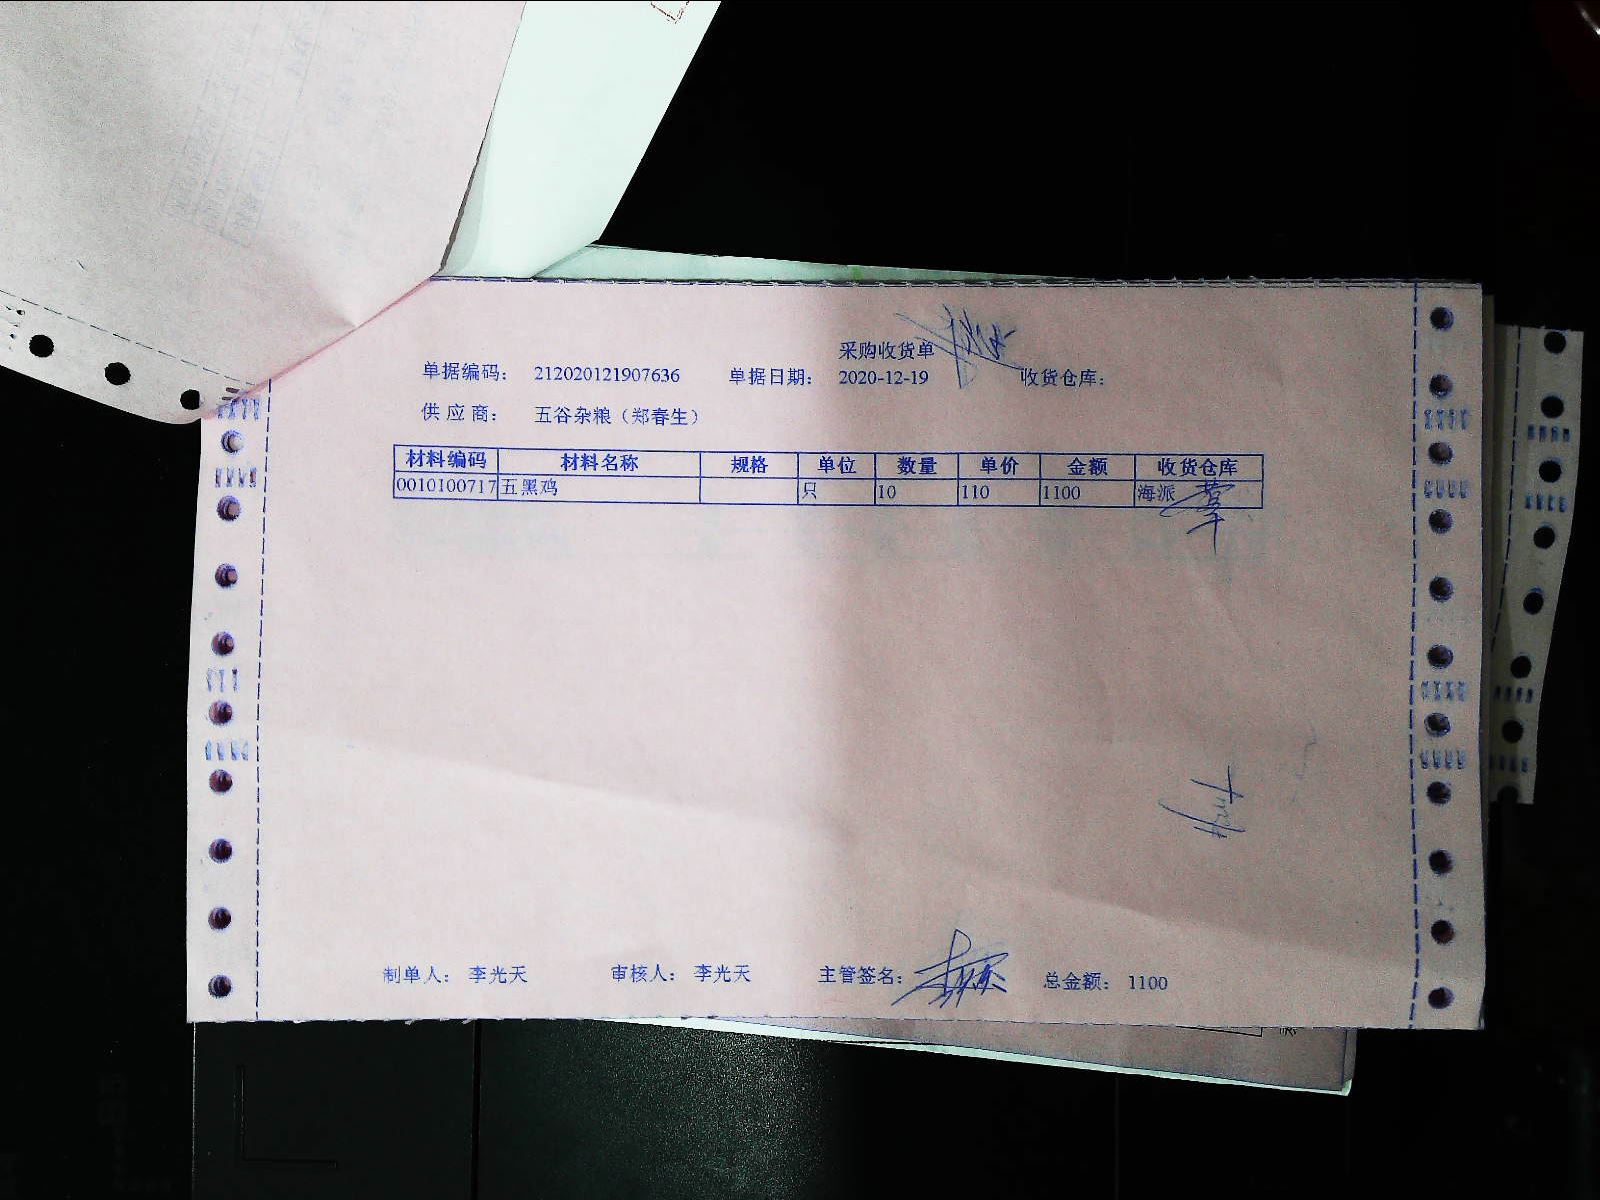 采购收货单
单据编码： 212020121907636 单据日期： 2020-12-19 收货仓库：
供应商： 五谷杂粮（郑春生）
材料编码 材料名称 规格 单位 数量 单价 金额 收货仓库
0010100717 五黑鸡 只 10 110 1100 海派
制单人： 李光天 审核人： 李光天 主管签名： 总金额： 1100